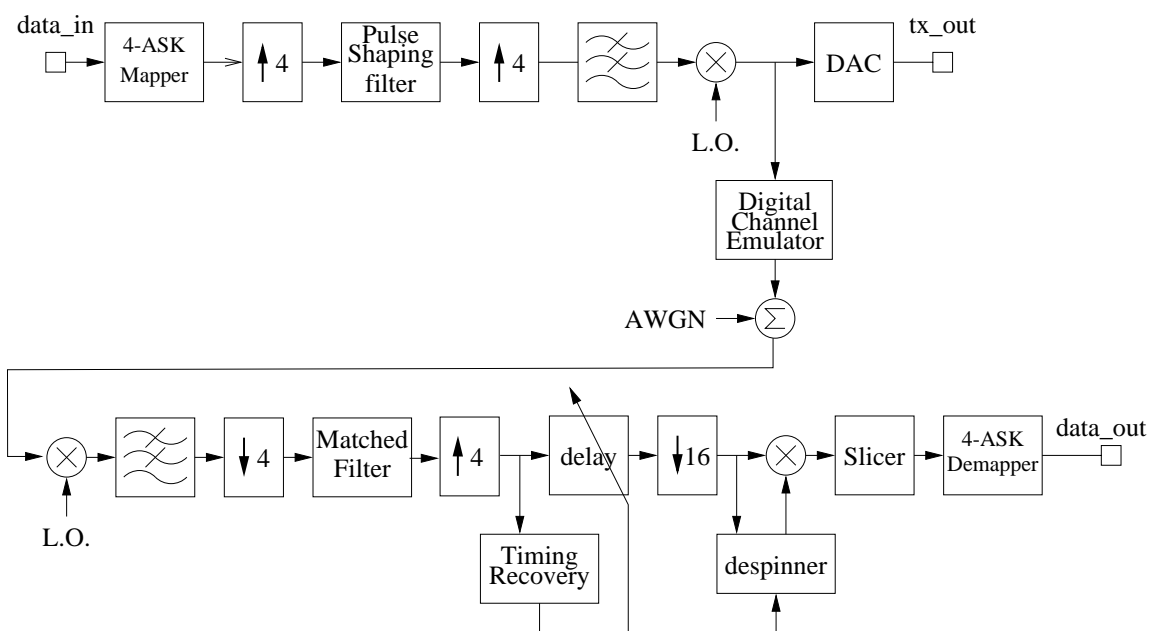 data_in
4-ASK
Mapper
4
Pulse
Shaping
filter
4
L.O.
DAC
tx_out
Digital
Channel
Emulator
AWGN
Σ
L.O.
4
Matched
Filter
4
delay
16
Slicer
4-ASK
Demapper
data_out
Timing
Recovery
despinner